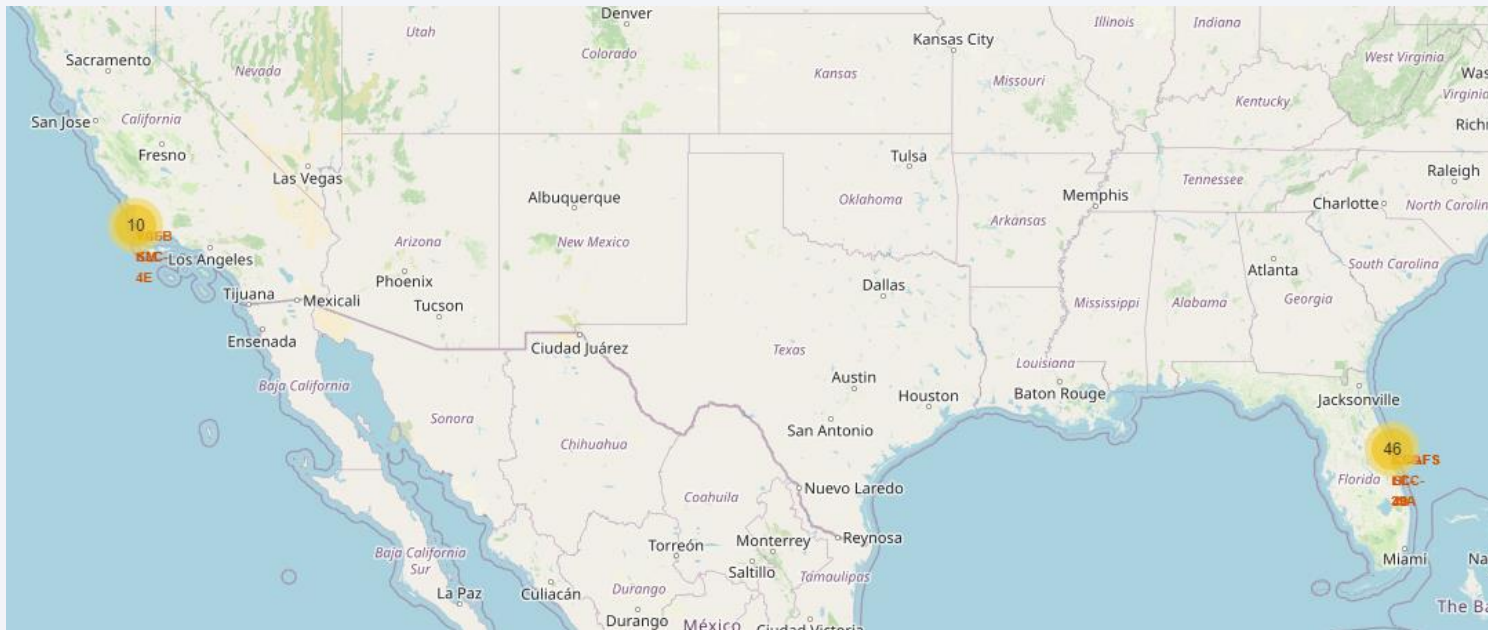 Denver
Utah
Colorado
Kansas City
Illinois
Indiana
Sacramento
Nevada
Kansas
Missouri
West Virginia
San Jose
California
Kentucky
Fresno
Las Vegas
Tulsa
Raleigh
Albuquerque
Oklahoma
Memphis
Tennessee
Charlotte
Arkansas
10
Arizona
New Mexico
Los Angeles
4E
Phoenix
Atlanta
South Carolina
Dallas
Tijuana
Mexicali
Tucson
Mississippi
Alabama
Georgia
Ensenada
Ciudad Juárez
Texas
Louisiana
Baja California
Austin
Houston
Baton Rouge
Jacksonville
Sonora
San Antonio
Chihuahua
46
Florida
Nuevo Laredo
Coahuila
Reynosa
Torreón
Monterrey
Baja California
Sur
Saltillo
Tamaulipas
Miami
Durango
La Paz
Culiacán
Durango
México